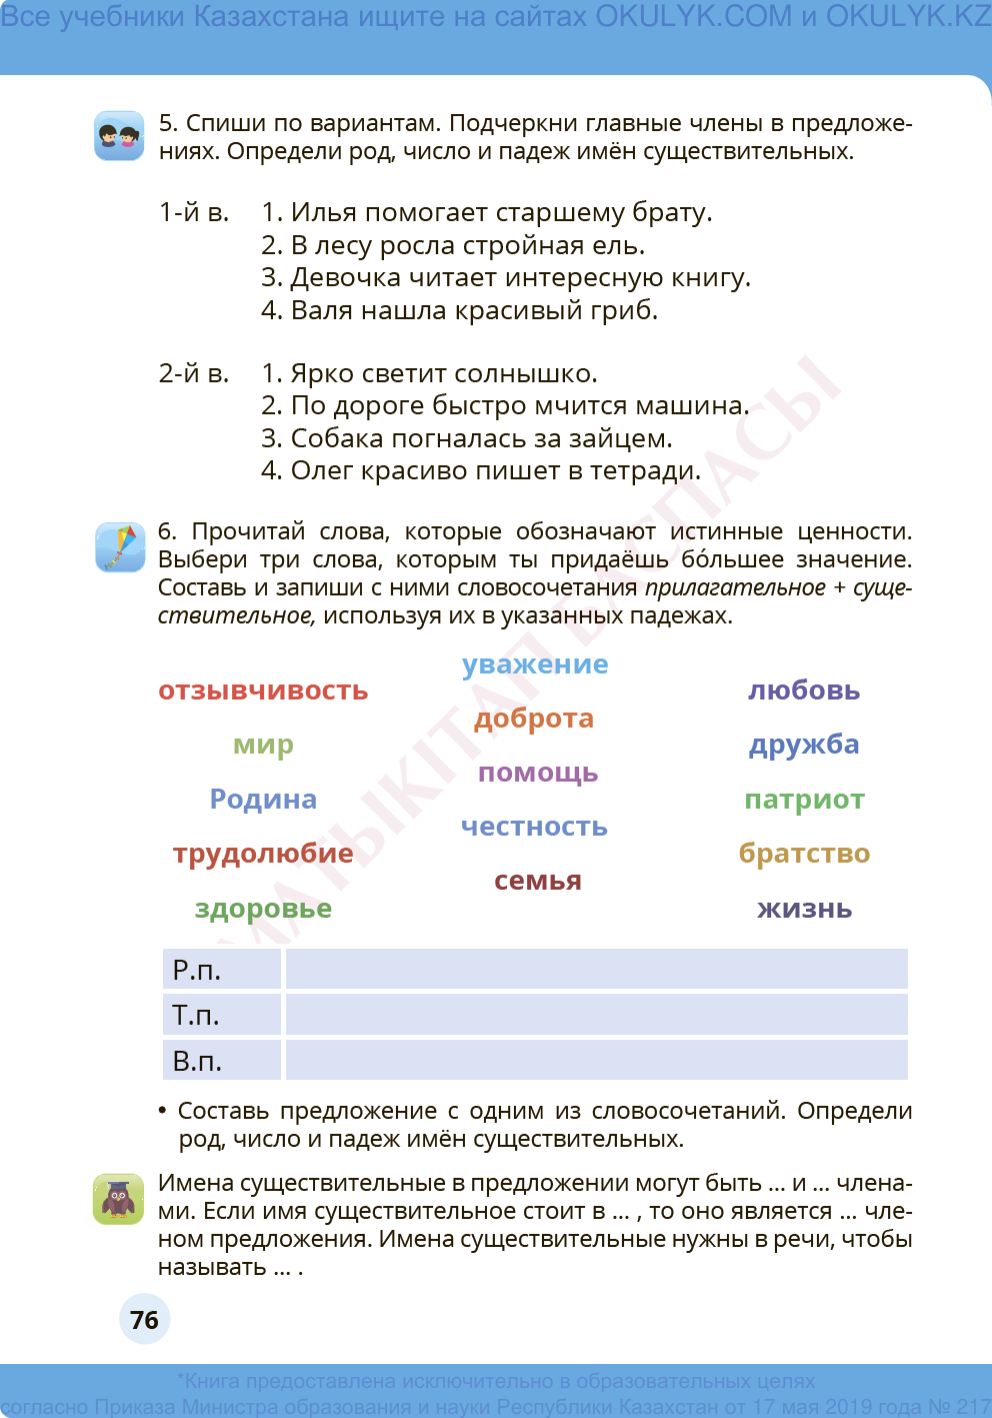 Все учебники Казахстана ищите на сайтах OKULYK.COM и OKULYK.KZ
5. Спиши по вариантам. Подчеркни главные члены в предложе-
ниях. Определи род, число и падеж имён существительных.
1-й в. 1. Илья помогает старшему брату.
2. В лесу росла стройная ель.
3. Девочка читает интересную книгу.
4. Валя нашла красивый гриб.
2-й в. 1. Ярко светит солнышко.
2. По дороге быстро мчится машина.
3. Собака погналась за зайцем.
4. Олег красиво пишет в тетради.
6. Прочитай слова, которые обозначают истинные ценности.
Выбери три слова, которым ты придаёшь бо́льшее значение.
Составь и запиши с ними словосочетания прилагательное + суще-
ствительное, используя их в указанных падежах.
уважение
отзывчивость
любовь
доброта
мир
дружба
помощь
Родина
патриот
честность
трудолюбие
братство
семья
здоровье
жизнь
Р.п.
Т.п.
В.п.
• Составь предложение с одним из словосочетаний. Определи
род, число и падеж имён существительных.
Имена существительные в предложении могут быть ... и ... члена-
ми. Если имя существительное стоит в ... , то оно является ... чле-
ном предложения. Имена существительные нужны в речи, чтобы
называть ... .
76
АЛМАТЫКІТАП БАСПАСЫ
*Книга предоставлена исключительно в образовательных целях
согласно Приказа Министра образования и науки Республики Казахстан от 17 мая 2019 года № 217